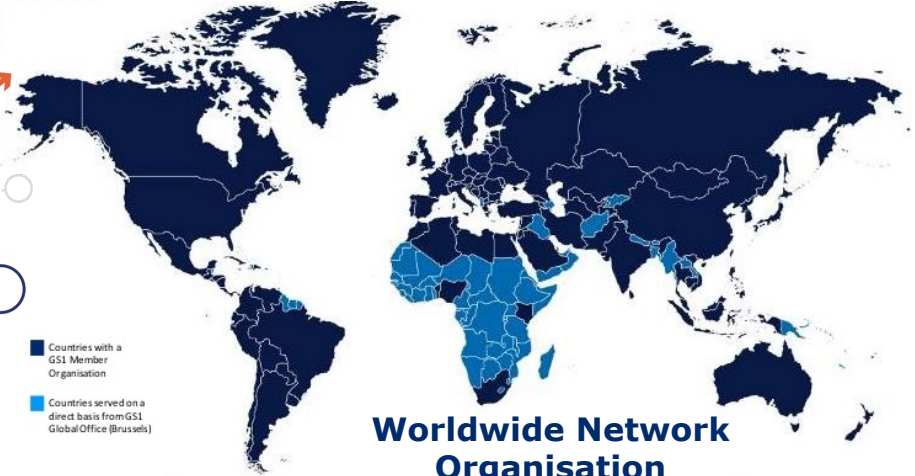 Countries with a
GS1 Member
Organisation
Countries served on a
direct basis from GS1
Global Office (Brussels)
Worldwide Network
Organisation